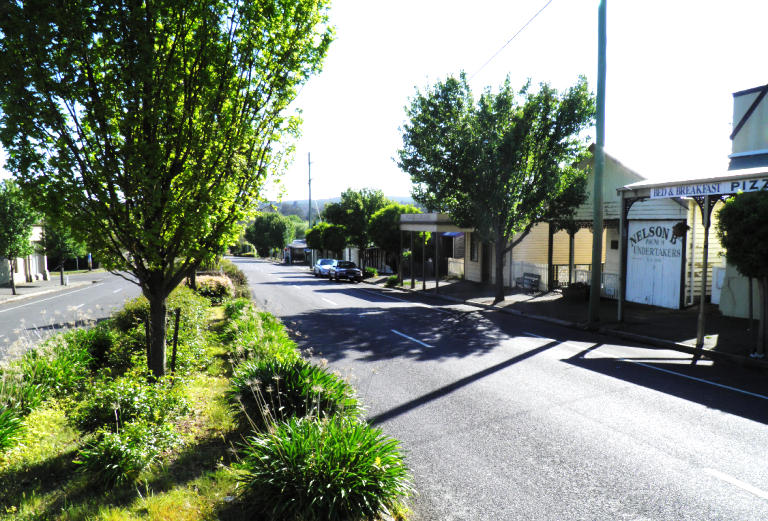 BED & BREAKFAST PIZZ
NELSON B
UNDERTAKERS